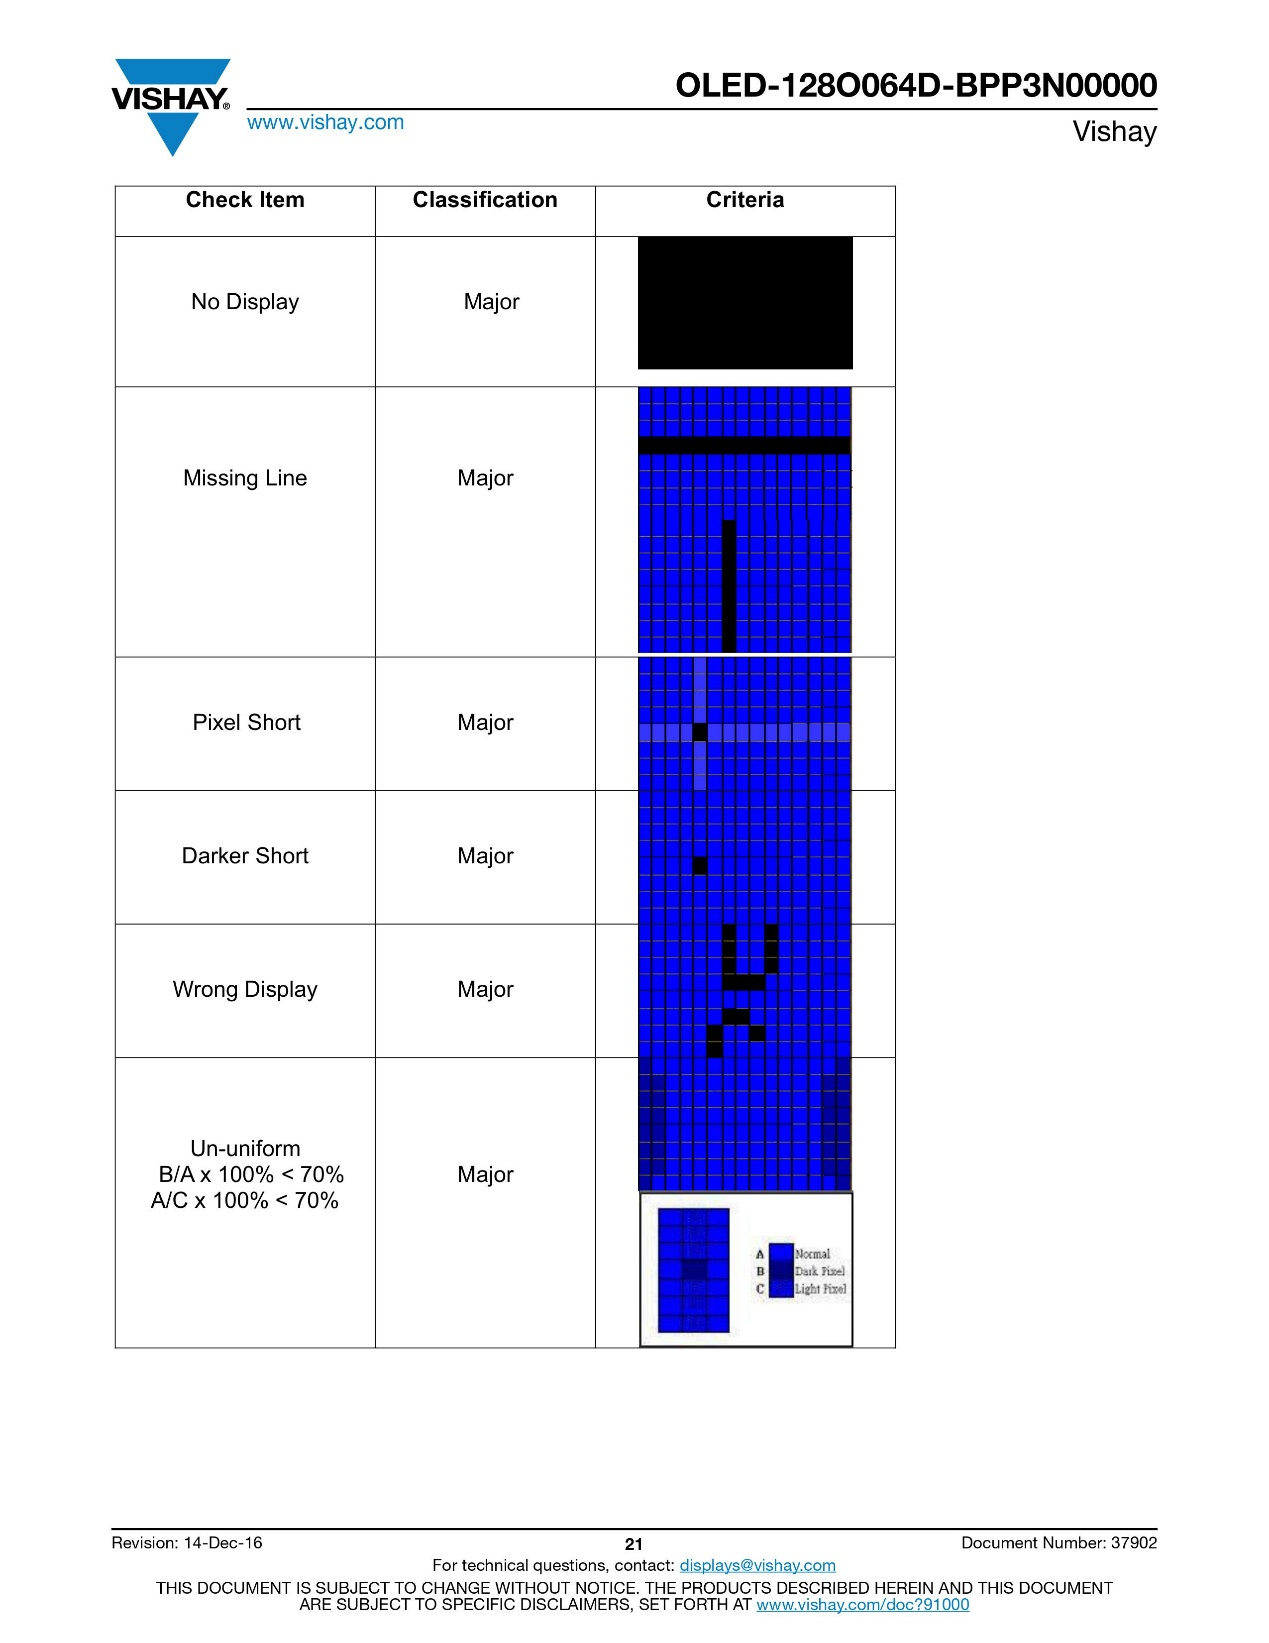 OLED-128O064D-BPP3N00000
VISHAY®
www.vishay.com
Vishay
Check Item Classification Criteria
No Display Major
Missing Line Major
Pixel Short Major
Darker Short Major
Wrong Display Major
Un-uniform
B/A x 100% < 70% Major
A/C x 100% < 70%
A Normal
B Dark Pixel
C Light Pixel
Revision: 14-Dec-16 21 Document Number: 37902
For technical questions, contact: displays@vishay.com
THIS DOCUMENT IS SUBJECT TO CHANGE WITHOUT NOTICE. THE PRODUCTS DESCRIBED HEREIN AND THIS DOCUMENT
ARE SUBJECT TO SPECIFIC DISCLAIMERS, SET FORTH AT www.vishay.com/doc?91000